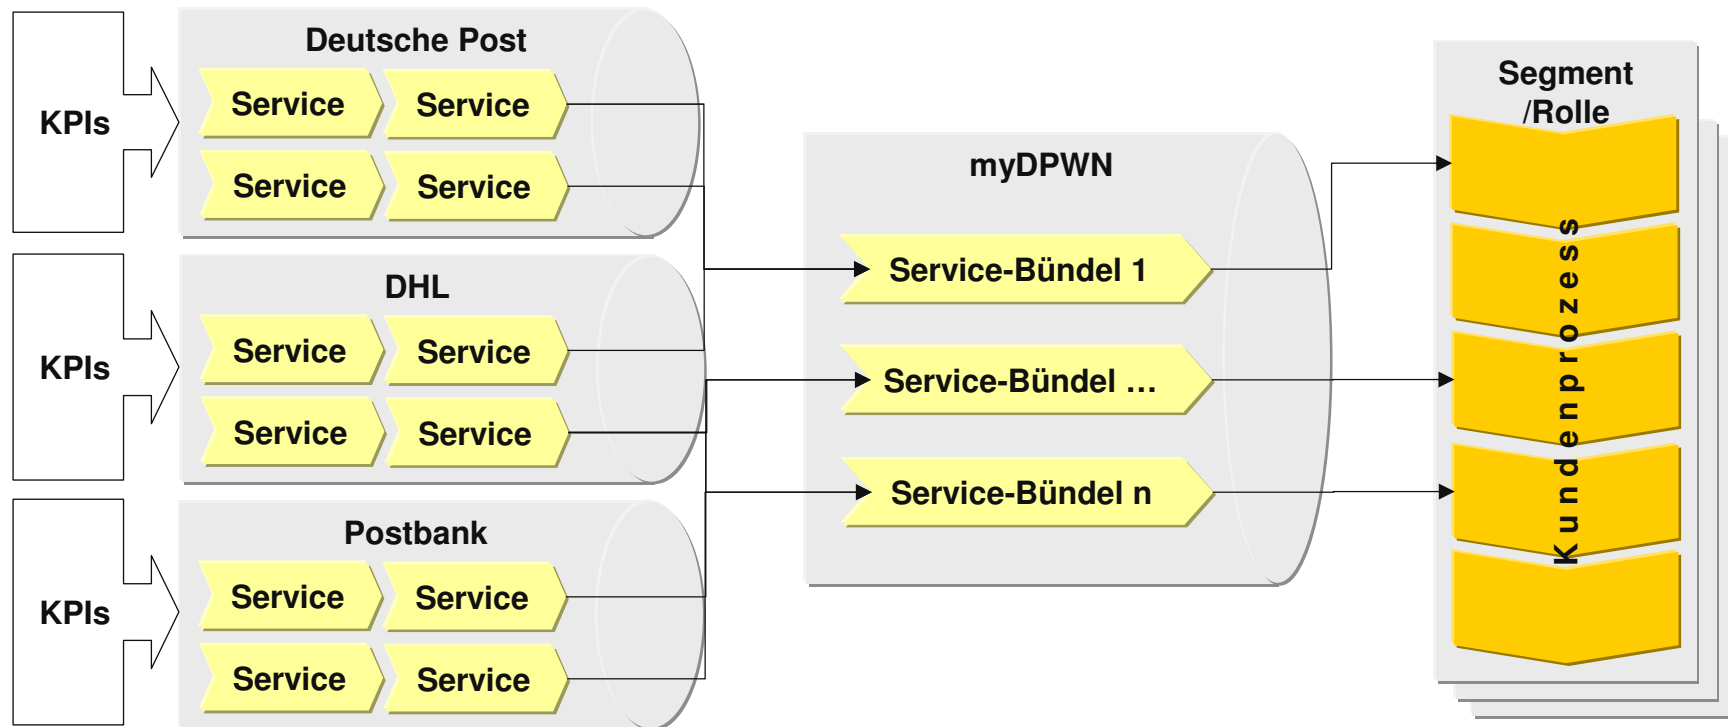 KPIs
Deutsche Post
Service
Service
Service
Service
KPIs
DHL
Service
Service
Service
Service
KPIs
Postbank
Service
Service
Service
Service
myDPWN
Service-Bündel 1
Service-Bündel ...
Service-Bündel n
Segment
/Rolle
Kundenprozess